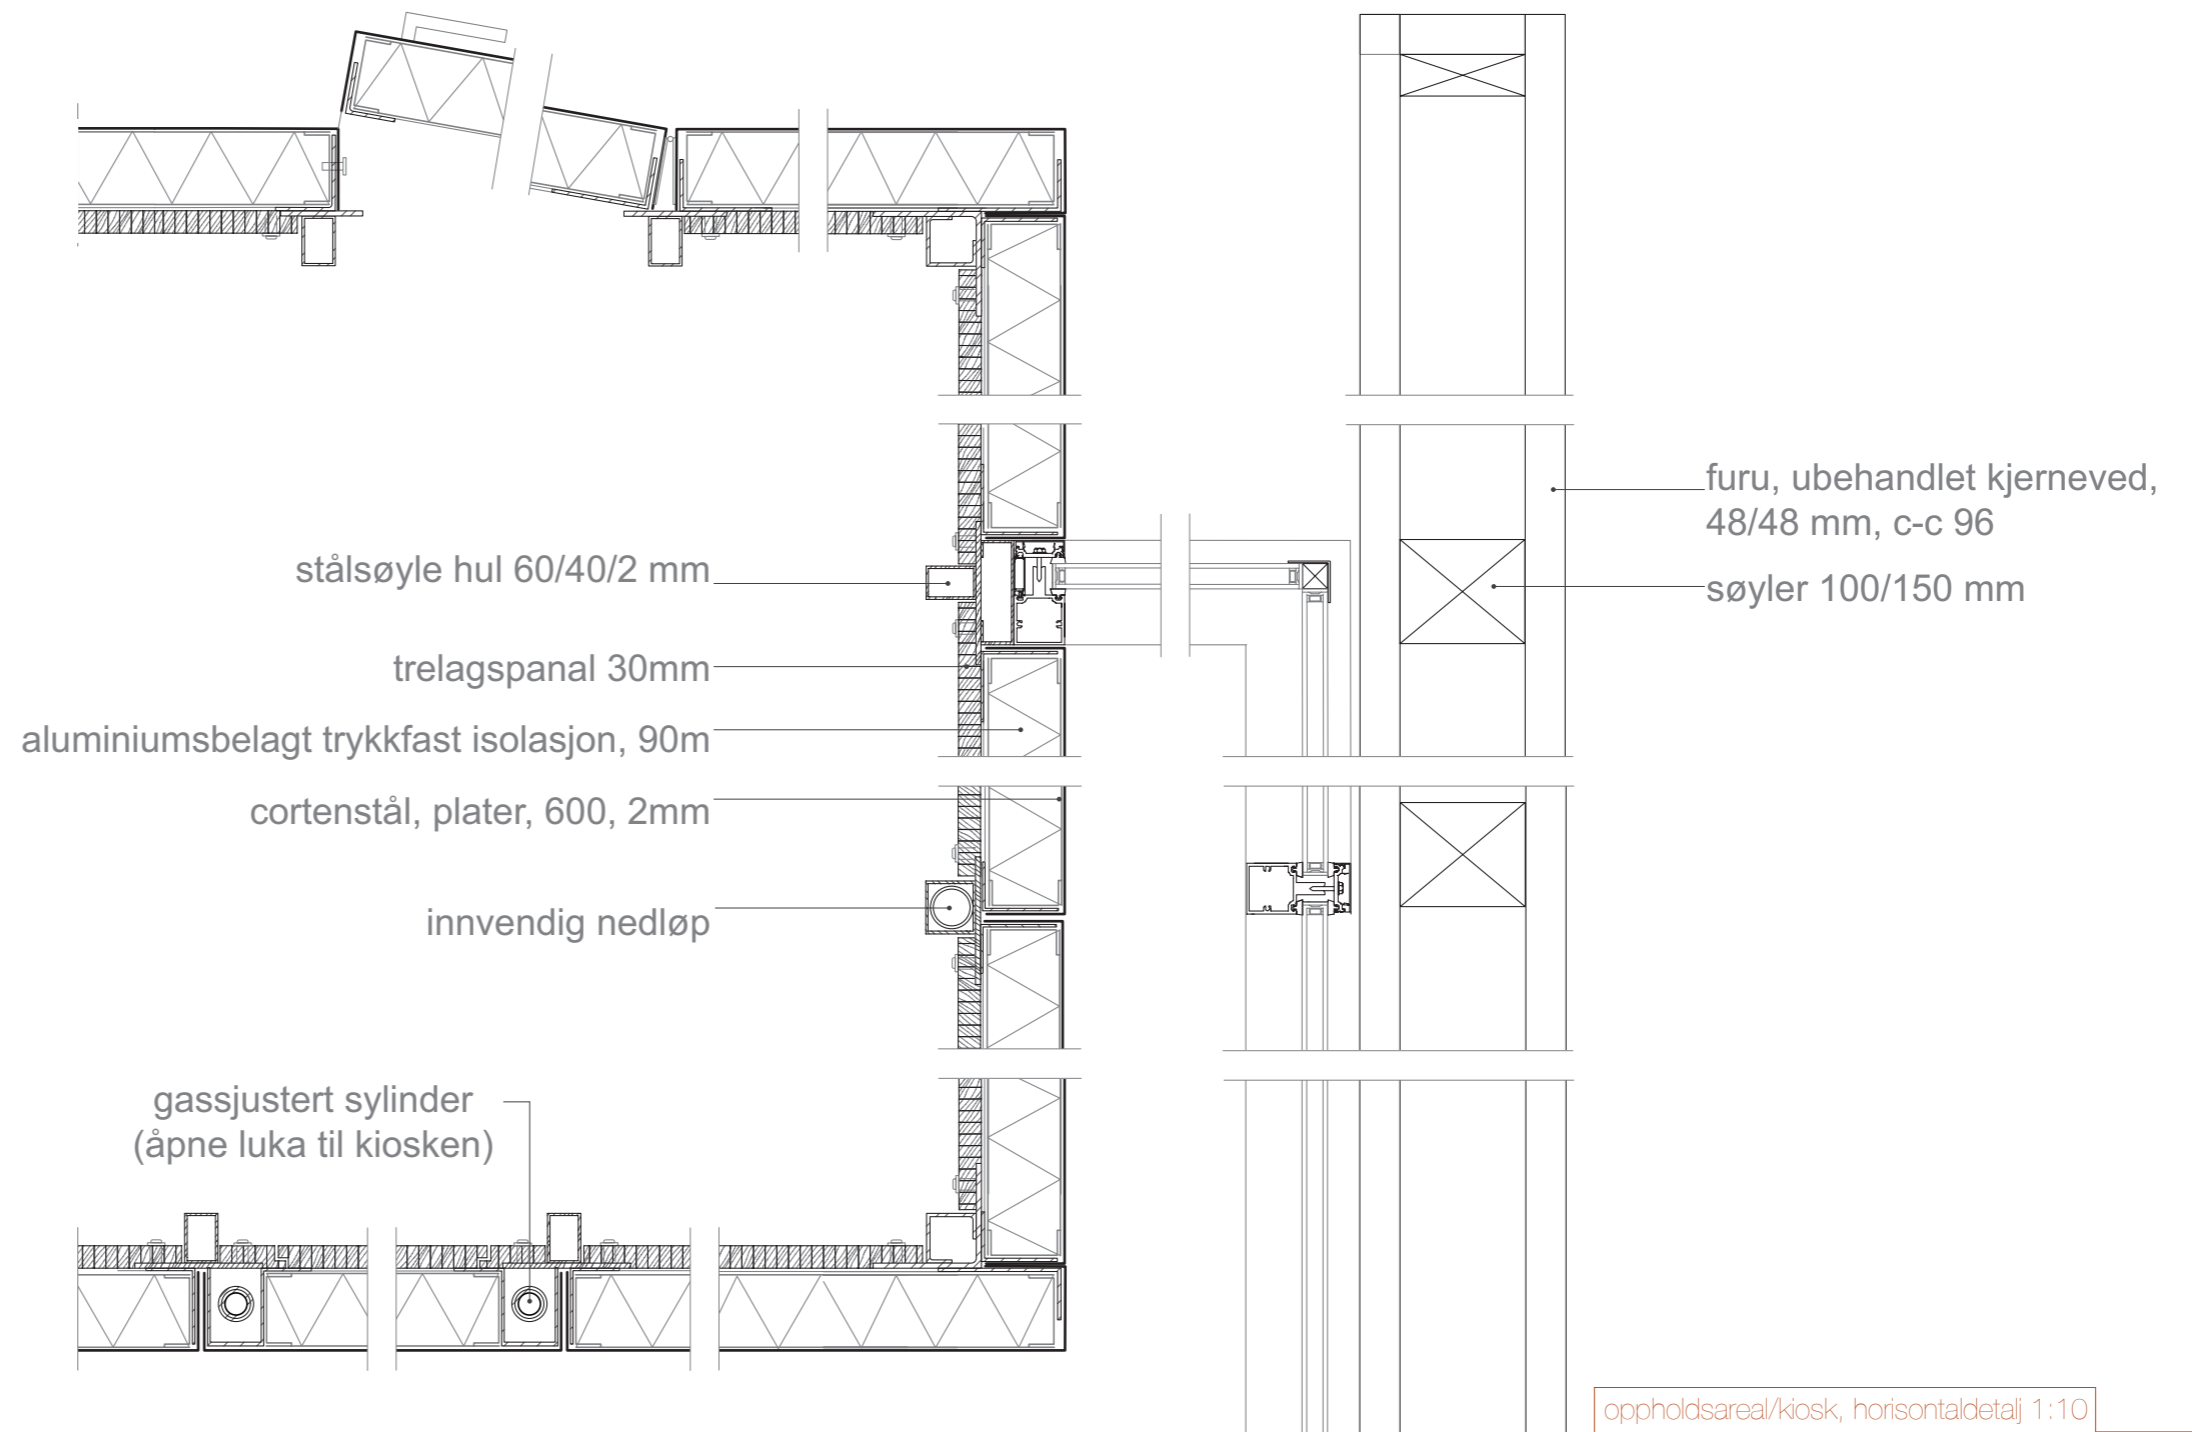 furu, ubehandlet kjerneved,
48/48 mm, c-c 96
søyler 100/150 mm
stålsøyle hul 60/40/2 mm
trelagspanal 30mm
aluminiumsbelagt trykkfast isolasjon, 90m
cortenstål, plater, 600, 2mm
innvendig nedløp
gassjustert sylinder
(åpne luka til kiosken)
oppholdsareal/kiosk, horisontaldetalj 1:10